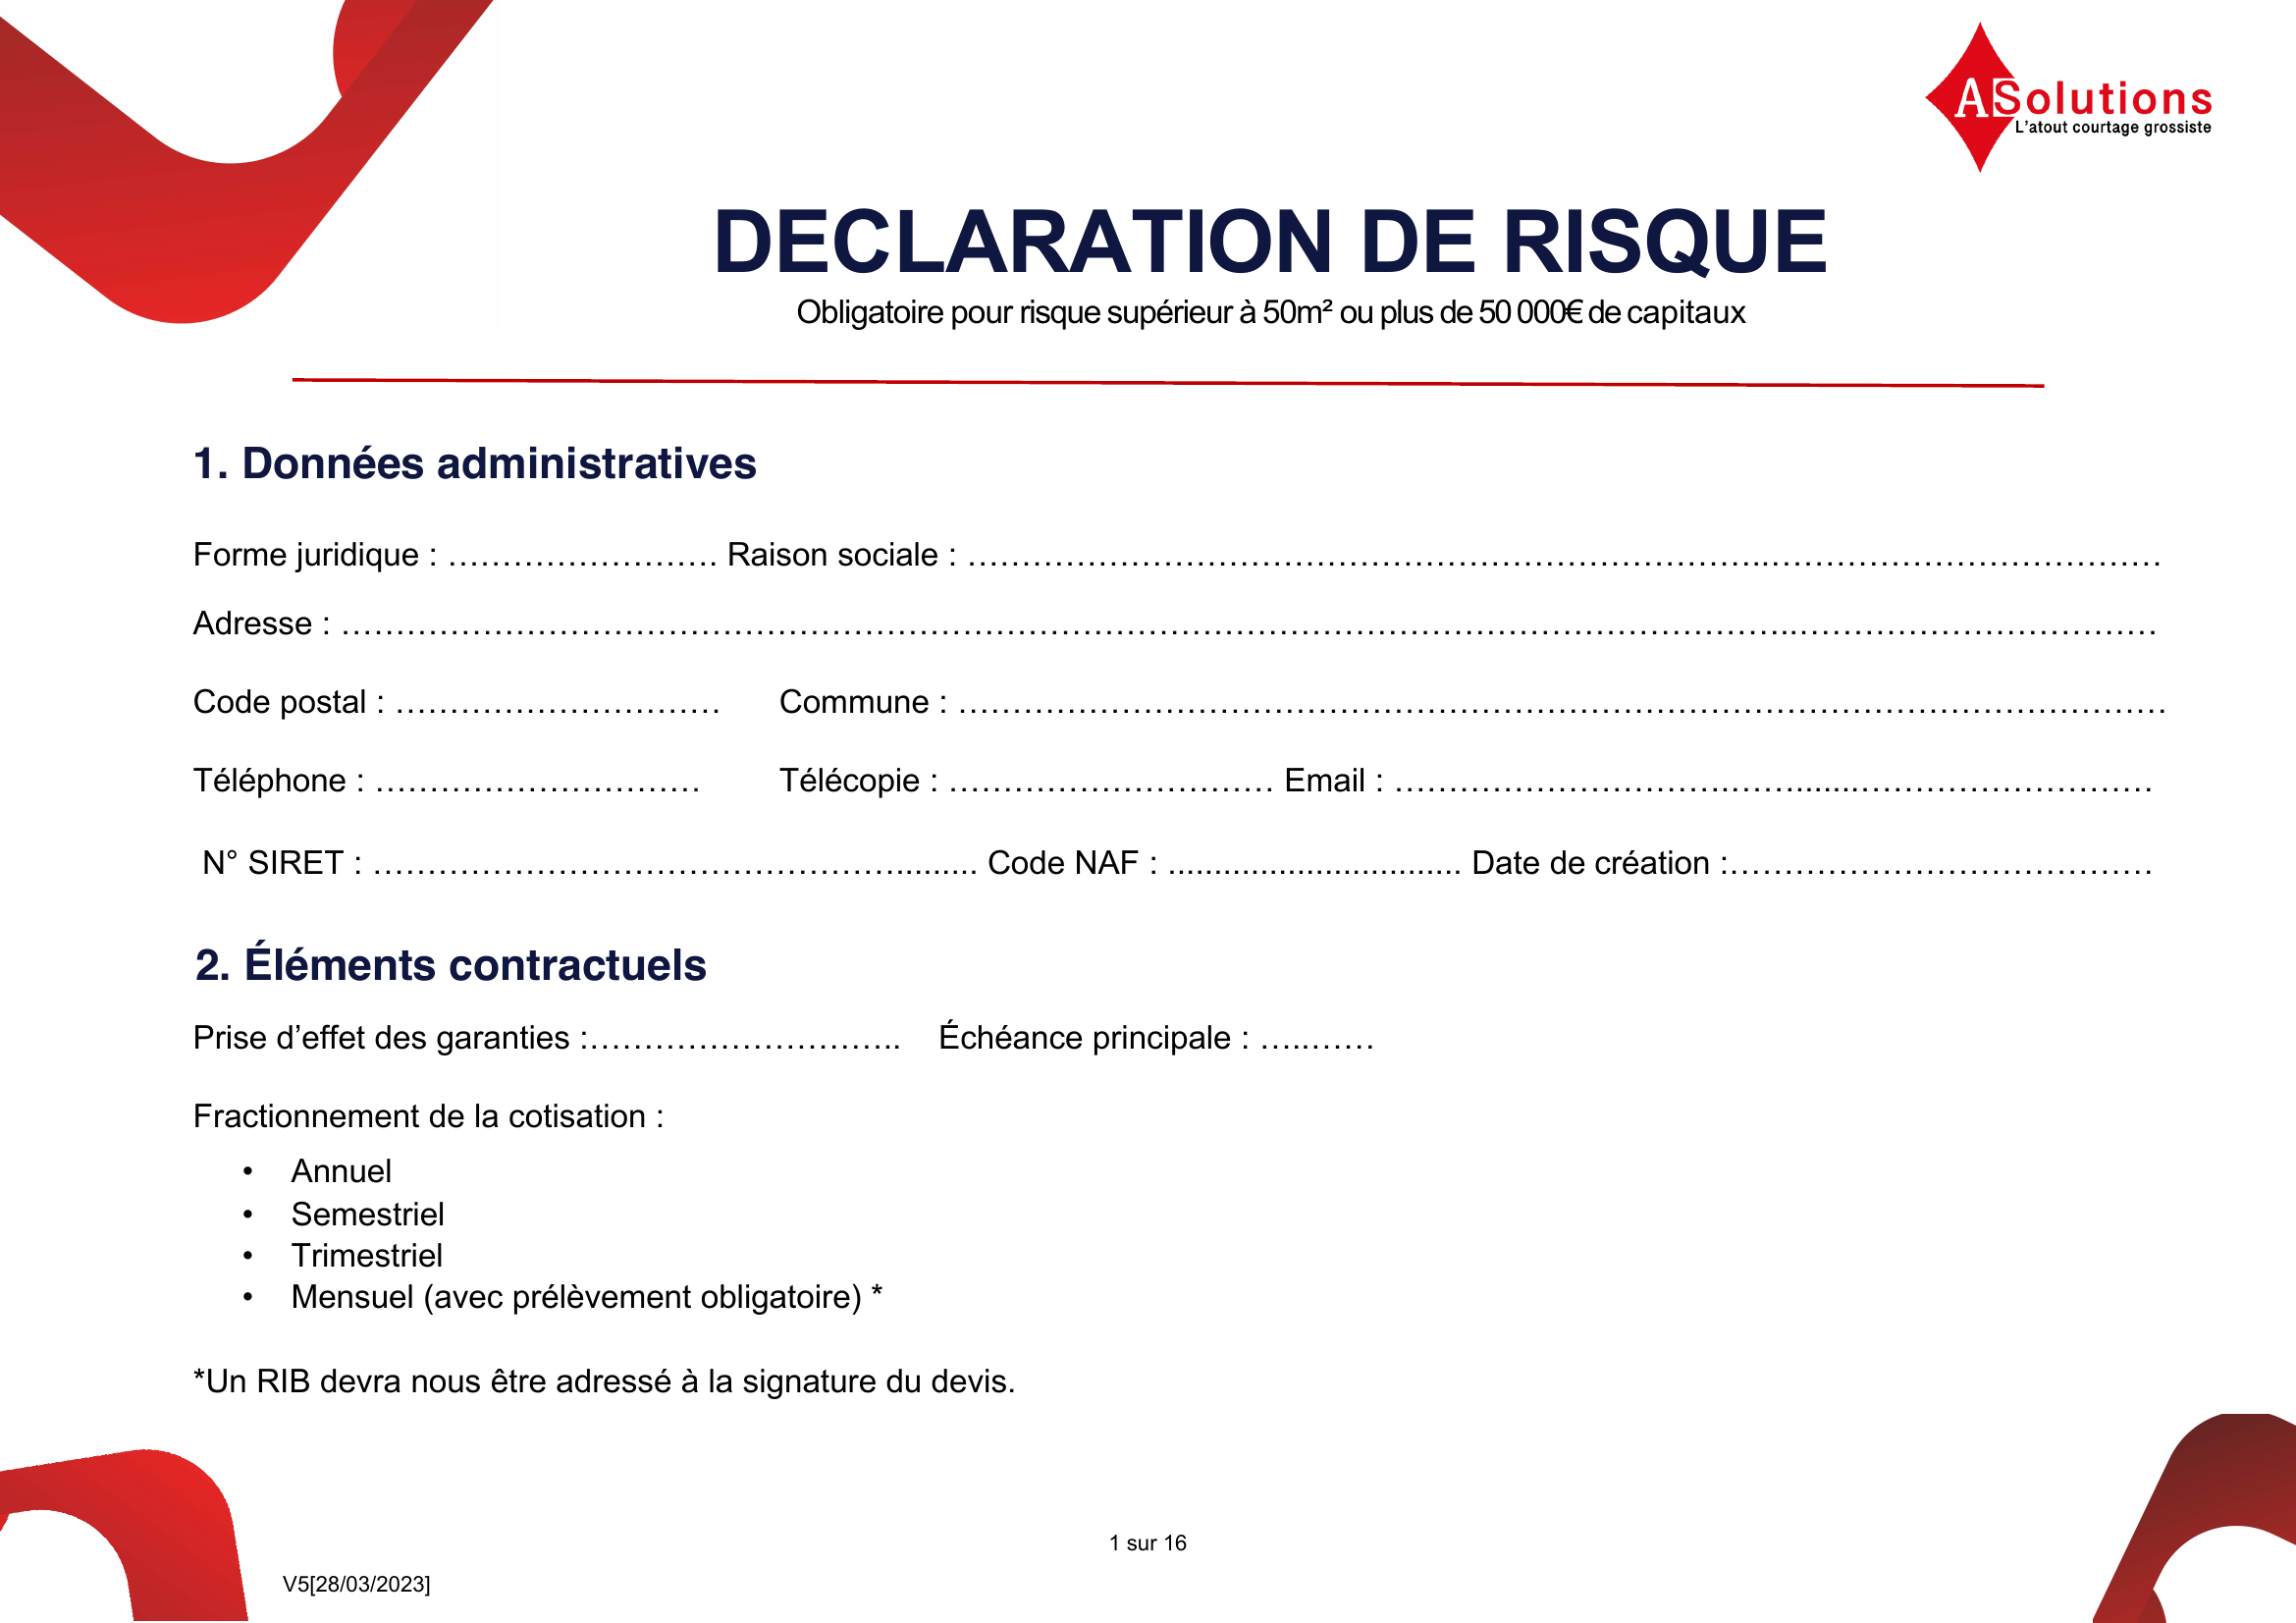 ASolutions
L'atout courtage grossiste
DECLARATION DE RISQUE
Obligatoire pour risque supérieur à 50m² ou plus de 50 000€ de capitaux
1. Données administratives
Forme juridique : ……………………. Raison sociale : ………………………………………………………………..………………………………
Adresse : ……………………………………………………………………………………………………………………..……………………………
Code postal : ………………………… Commune : …………………………………………………………………………………………………
Téléphone : ………………………… Télécopie : ………………………… Email : ………………………….…….......………………………
N° SIRET : …………………………………………......... Code NAF : ................................ Date de création :…………………………………
2. Éléments contractuels
Prise d’effet des garanties :……………………….. Échéance principale : …..……
Fractionnement de la cotisation :
• Annuel
• Semestriel
• Trimestriel
• Mensuel (avec prélèvement obligatoire) *
*Un RIB devra nous être adressé à la signature du devis.
1 sur 16
V5[28/03/2023]